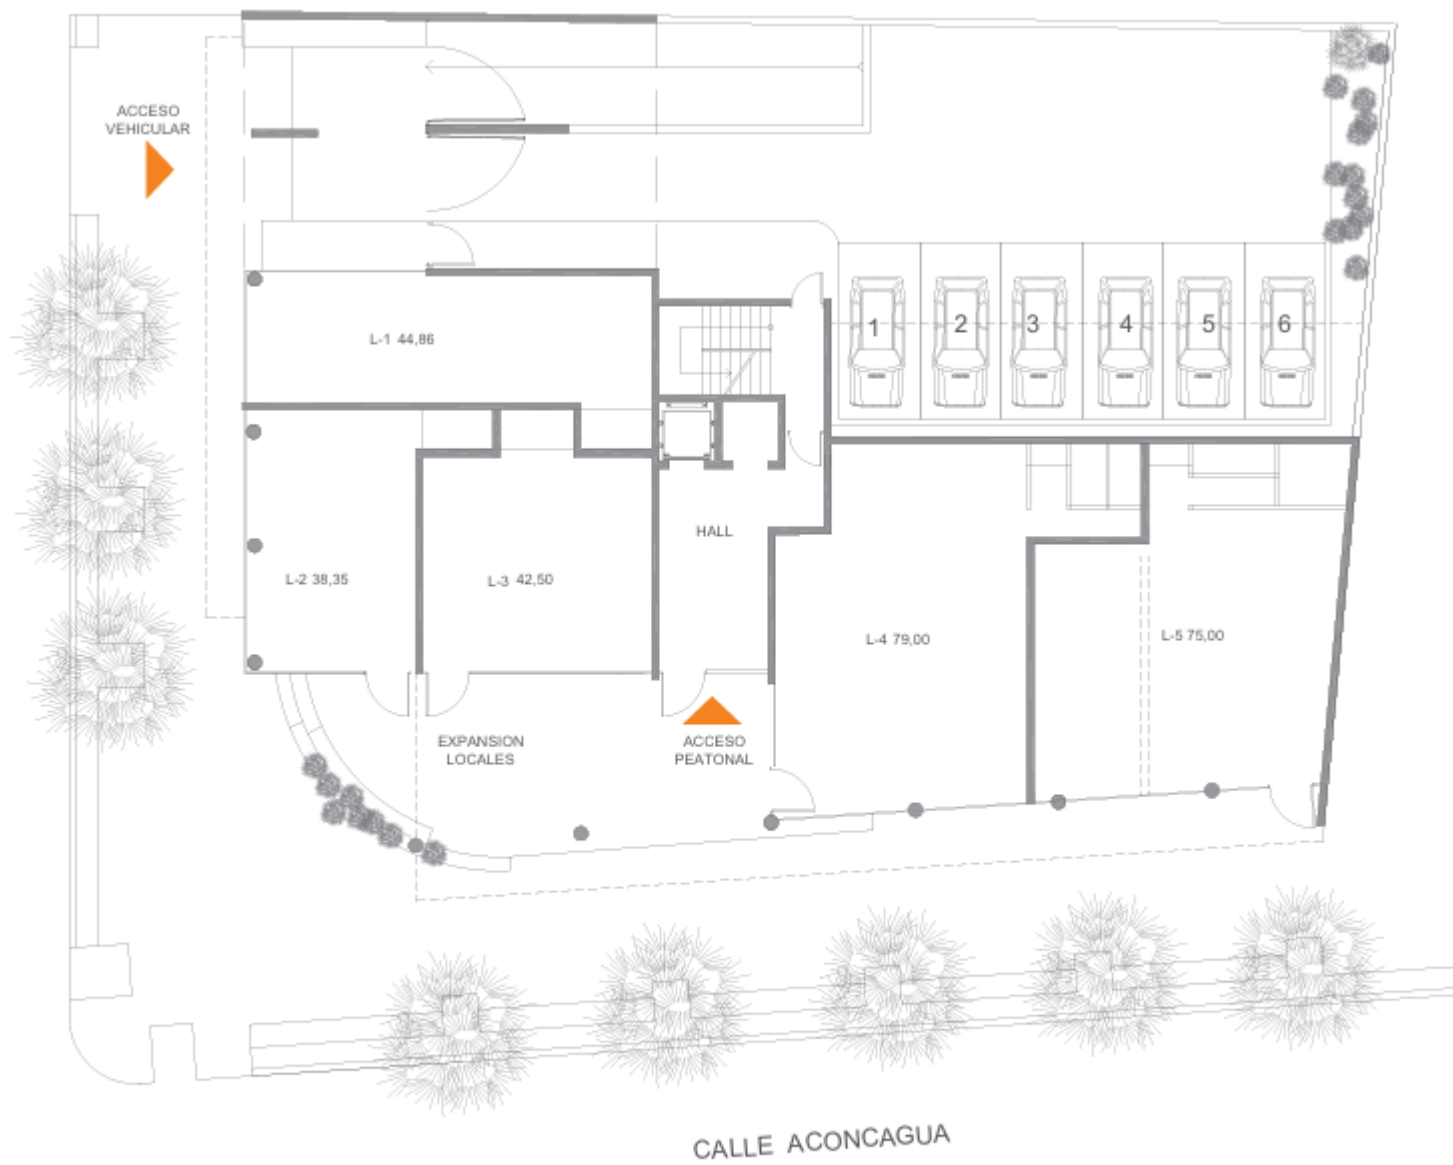 ACCESO
VEHICULAR
L-1 44,86
1
2
3
4
5
6
HALL
L-2 38,35
L-3 42,50
L-4 79,00
L-5 75,00
EXPANSION
LOCALES
ACCESO
PEATONAL
CALLE ACONCAGUA